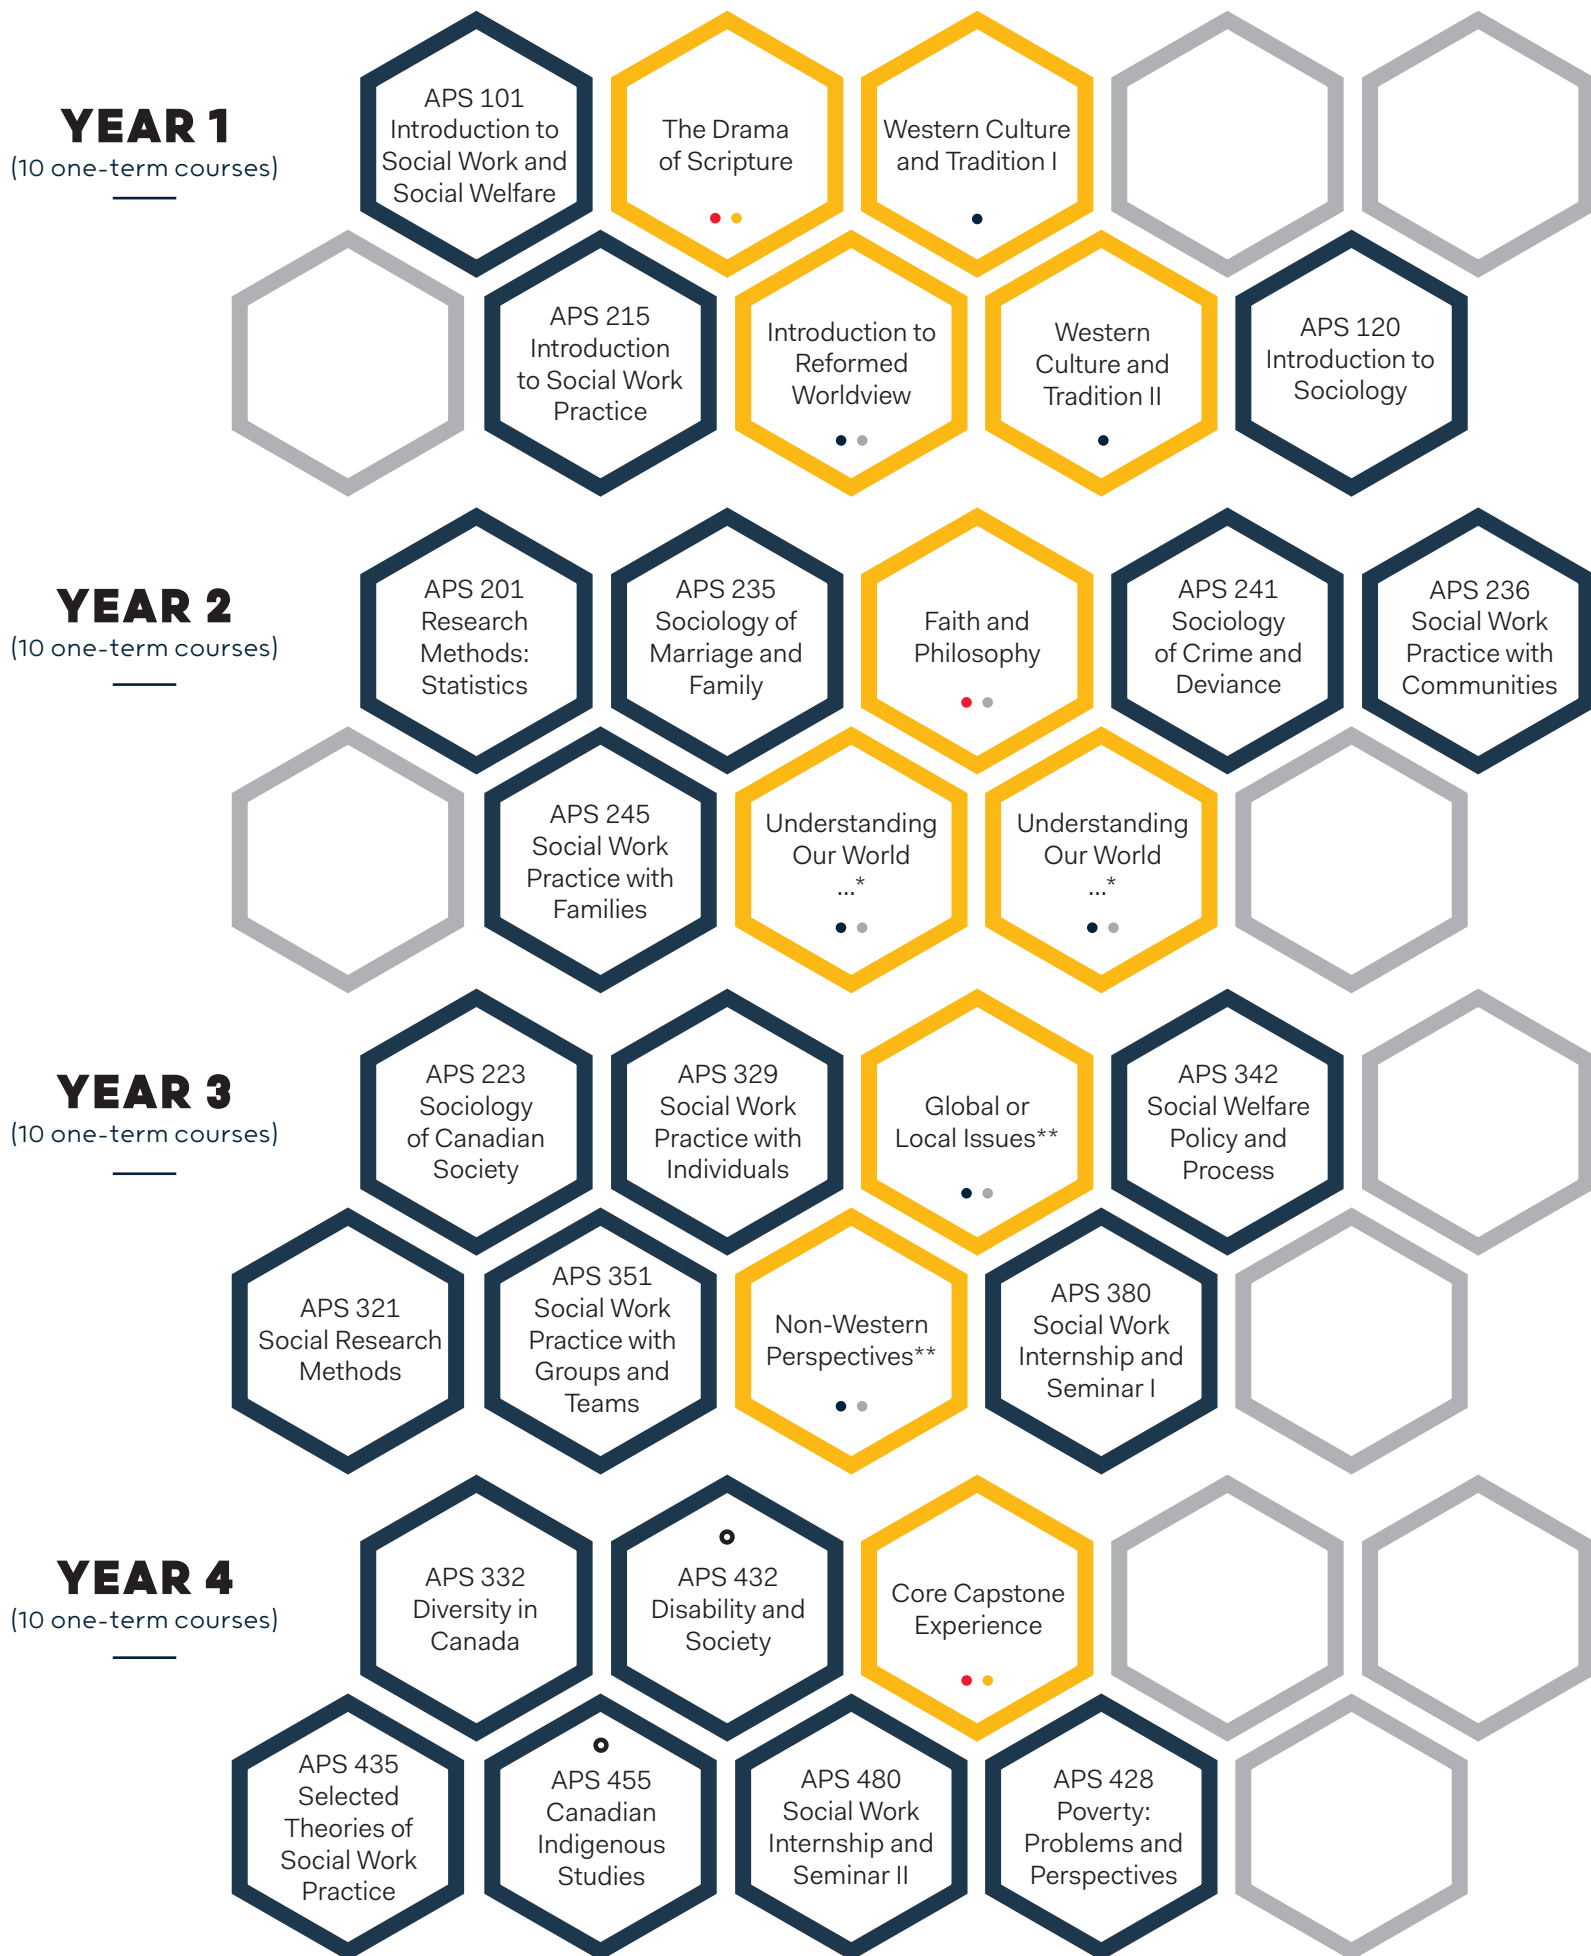 YEAR 1
(10 one-term courses)
APS 101
Introduction to
Social Work and
Social Welfare
The Drama
of Scripture
Western Culture
and Tradition I
APS 215
Introduction
to Social Work
Practice
Introduction to
Reformed
Worldview
Western
Culture and
Tradition II
APS 120
Introduction to
Sociology
YEAR 2
(10 one-term courses)
APS 201
Research
Methods:
Statistics
APS 235
Sociology of
Marriage and
Family
Faith and
Philosophy
APS 241
Sociology
of Crime and
Deviance
APS 236
Social Work
Practice with
Communities
APS 245
Social Work
Practice with
Families
Understanding
Our World
...*
Understanding
Our World
...*
YEAR 3
(10 one-term courses)
APS 223
Sociology
of Canadian
Society
APS 329
Social Work
Practice with
Individuals
Global or
Local Issues**
APS 342
Social Welfare
Policy and
Process
APS 321
Social Research
Methods
APS 351
Social Work
Practice with
Groups and
Teams
Non-Western
Perspectives**
APS 380
Social Work
Internship and
Seminar I
YEAR 4
(10 one-term courses)
APS 332
Diversity in
Canada
APS 432
Disability and
Society
Core Capstone
Experience
APS 435
Selected
Theories of
Social Work
Practice
APS 455
Canadian
Indigenous
Studies
APS 480
Social Work
Internship and
Seminar II
APS 428
Poverty:
Problems and
Perspectives